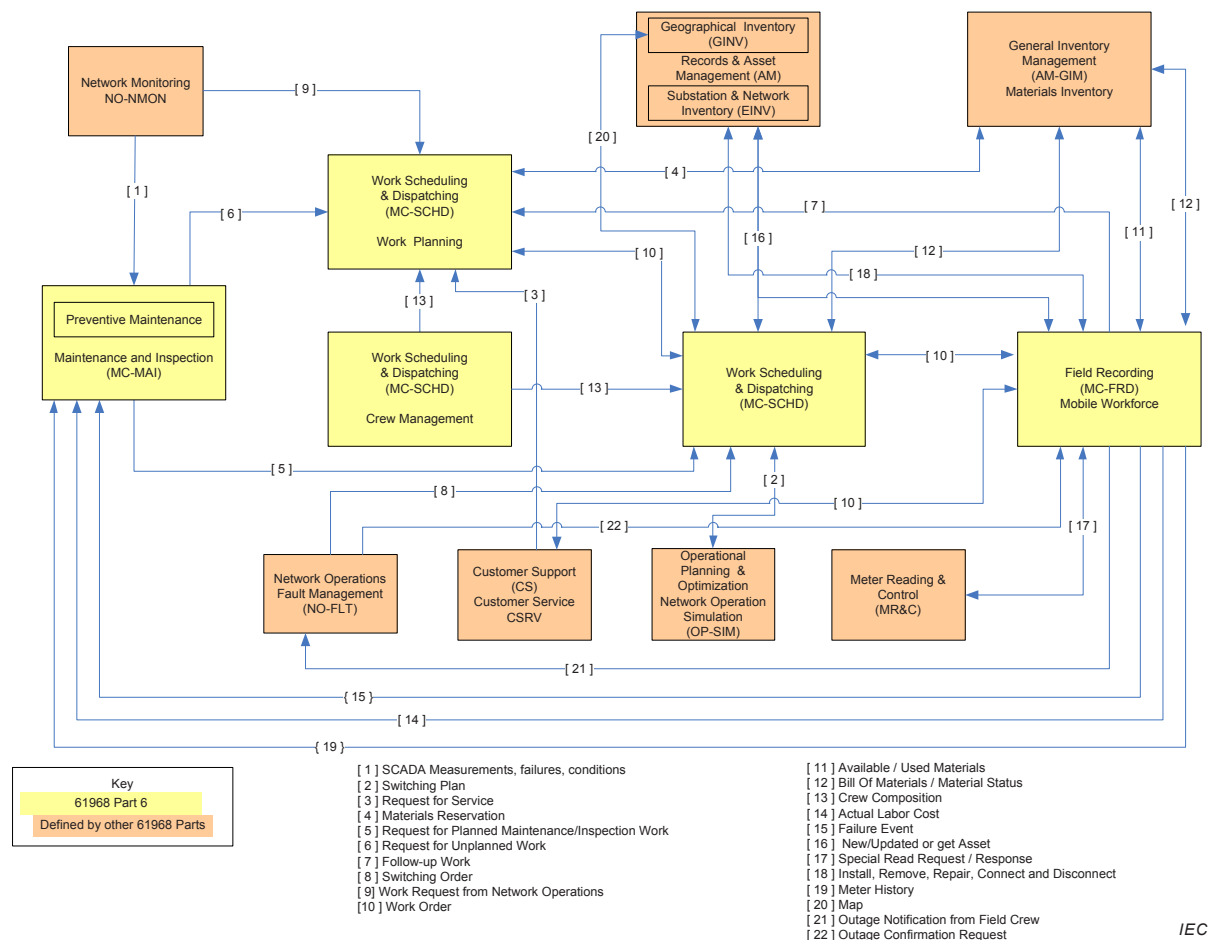 Network Monitoring
NO-NMON
[ 9 ]
[ 1 ]
[ 6 ]
Geographical Inventory
(GINV)
Records & Asset
Management (AM)
Substation & Network
Inventory (EINV)
General Inventory
Management
(AM-GIM)
Materials Inventory
[ 20 ]
[ 4 ]
[ 7 ]
[ 12 ]
[ 16 ]
[ 11 ]
[ 12 ]
[ 10 ]
[ 18 ]
Work Scheduling
& Dispatching
(MC-SCHD)
Work Planning
[ 13 ]
[ 3 ]
Preventive Maintenance
Maintenance and Inspection
(MC-MAI)
Work Scheduling
& Dispatching
(MC-SCHD)
Crew Management
[ 13 ]
Work Scheduling
& Dispatching
(MC-SCHD)
[ 10 ]
Field Recording
(MC-FRD)
Mobile Workforce
[ 5 ]
[ 2 ]
[ 8 ]
[ 10 ]
[ 22 ]
[ 17 ]
Network Operations
Fault Management
(NO-FLT)
Customer Support
(CS)
Customer Service
CSRV
Operational
Planning &
Optimization
Network Operation
Simulation
(OP-SIM)
Meter Reading &
Control
(MR&C)
[ 21 ]
{ 15 }
[ 14 ]
{ 19 }
Key
61968 Part 6
Defined by other 61968 Parts
[ 1 ] SCADA Measurements, failures, conditions
[ 2 ] Switching Plan
[ 3 ] Request for Service
[ 4 ] Materials Reservation
[ 5 ] Request for Planned Maintenance/Inspection Work
[ 6 ] Request for Unplanned Work
[ 7 ] Follow-up Work
[ 8 ] Switching Order
[ 9] Work Request from Network Operations
[10 ] Work Order
[ 11 ] Available / Used Materials
[ 12 ] Bill Of Materials / Material Status
[ 13 ] Crew Composition
[ 14 ] Actual Labor Cost
[ 15 ] Failure Event
[ 16 ] New/Updated or get Asset
[ 17 ] Special Read Request / Response
[ 18 ] Install, Remove, Repair, Connect and Disconnect
[ 19 ] Meter History
[ 20 ] Map
[ 21 ] Outage Notification from Field Crew
[ 22 ] Outage Confirmation Request
IEC